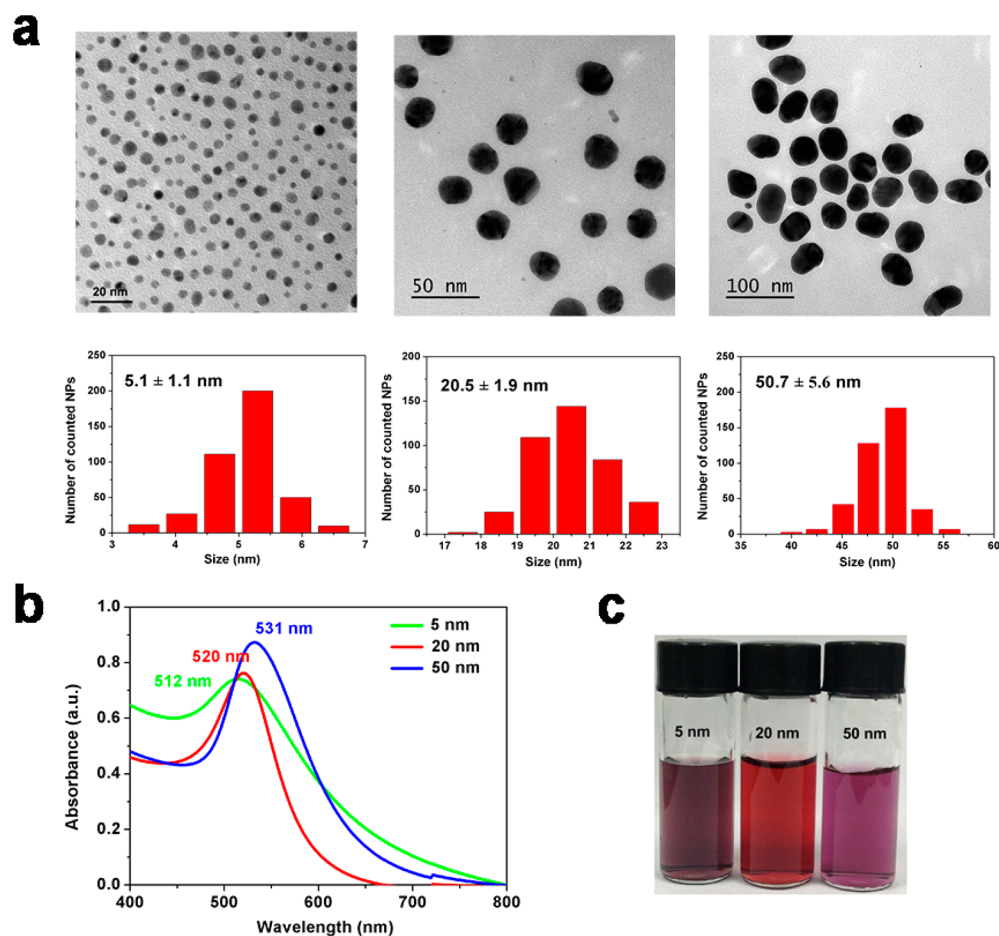 a
20 nm
50 nm
100 nm
5.1 ± 1.1 nm
Number of counted NPs
250
200
150
100
50
0
3 4 5 6 7
Size (nm)
20.5 ± 1.9 nm
Number of counted NPs
200
150
100
50
0
17 18 19 20 21 22 23
Size (nm)
50.7 ± 5.6 nm
Number of counted NPs
250
200
150
100
50
0
35 40 45 50 55 60
Size (nm)
b
Absorbance (a.u.)
1.0
0.8
0.6
0.4
0.2
0.0
531 nm
520 nm
512 nm
5 nm
20 nm
50 nm
400 500 600 700 800
Wavelength (nm)
c
5 nm
20 nm
50 nm